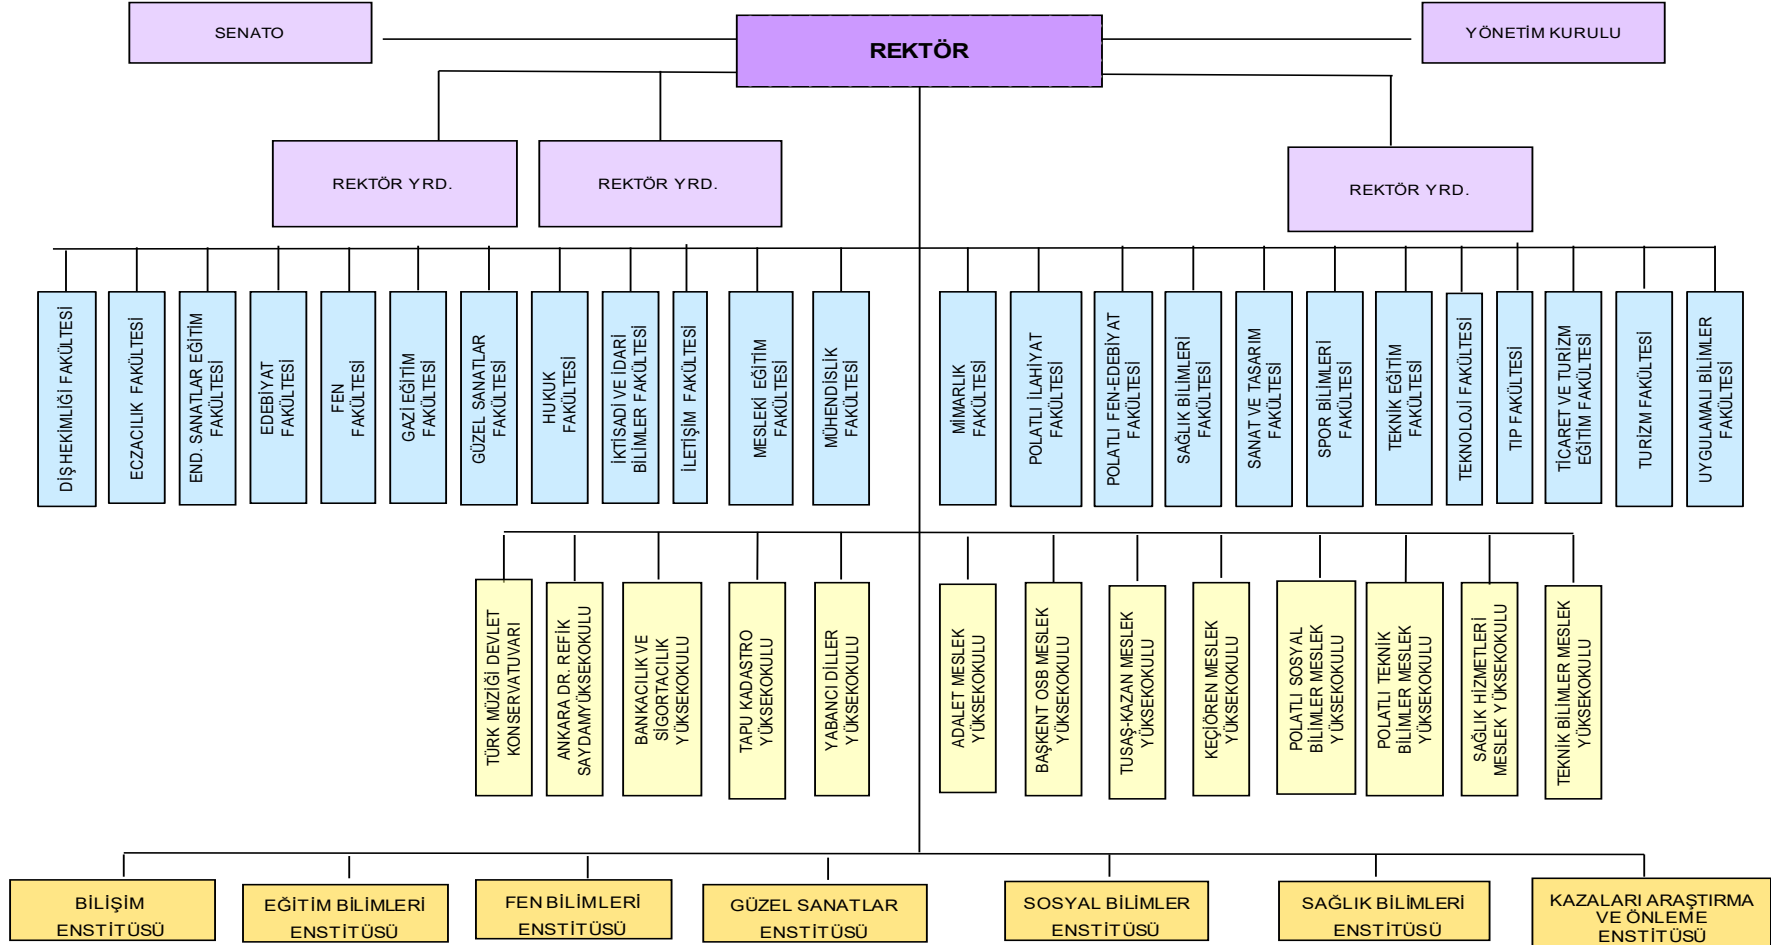 SENATO
REKTÖR
YÖNETİM KURULU
REKTÖR YRD.
REKTÖR YRD.
REKTÖR YRD.
DİŞHEKİMLİĞİ FAKÜLTESİ
ECZACILIK FAKÜLTESİ
END. SANATLAR EĞİTİM
FAKÜLTESİ
EDEBİYAT
FAKÜLTESİ
FEN
FAKÜLTESİ
GAZİ EĞİTİM
FAKÜLTESİ
GÜZEL SANATLAR
FAKÜLTESİ
HUKUK
FAKÜLTESİ
İKTİSADİ VE İDARİ
BİLİMLER FAKÜLTESİ
İLETİŞİM FAKÜLTESİ
MESLEKİ EĞİTİM
FAKÜLTESİ
MÜHENDİSLİK
FAKÜLTESİ
MİMARLIK
FAKÜLTESİ
POLATLI İLAHİYAT
FAKÜLTESİ
POLATLI FEN-EDEBİYAT
FAKÜLTESİ
SAĞLIK BİLİMLERİ
FAKÜLTESİ
SANAT VE TASARIM
FAKÜLTESİ
SPOR BİLİMLERİ
FAKÜLTESİ
TEKNİK EĞİTİM
FAKÜLTESİ
TEKNOLOJİ FAKÜLTESİ
TIP FAKÜLTESİ
TİCARET VE TURİZM
EĞİTİM FAKÜLTESİ
TURİZM FAKÜLTESİ
UYGULAMALI BİLİMLER
FAKÜLTESİ
TÜRK MÜZİĞİ DEVLET
KONSERVATUVARI
ANKARA DR. REFİK
SAYDAMYÜKSEKOKULU
BANKACILIK VE
SİGORTACILIK
YÜKSEKOKULU
TAPU KADASTRO
YÜKSEKOKULU
YABANCI DİLLER
YÜKSEKOKULU
ADALET MESLEK
YÜKSEKOKULU
BAŞKENT OSB MESLEK
YÜKSEKOKULU
TUSAŞ-KAZAN MESLEK
YÜKSEKOKULU
KEÇİÖREN MESLEK
YÜKSEKOKULU
POLATLI SOSYAL
BİLİMLER MESLEK
YÜKSEKOKULU
POLATLI TEKNİK
BİLİMLER MESLEK
YÜKSEKOKULU
SAĞLIK HİZMETLERİ
MESLEK YÜKSEKOKULU
TEKNİK BİLİMLER MESLEK
YÜKSEKOKULU
BİLİŞİM
ENSTİTÜSÜ
EĞİTİM BİLİMLERİ
ENSTİTÜSÜ
FEN BİLİMLERİ
ENSTİTÜSÜ
GÜZEL SANATLAR
ENSTİTÜSÜ
SOSYAL BİLİMLER
ENSTİTÜSÜ
SAĞLIK BİLİMLERİ
ENSTİTÜSÜ
KAZALARI ARAŞTIRMA
VE ÖNLEME
ENSTİTÜSÜ